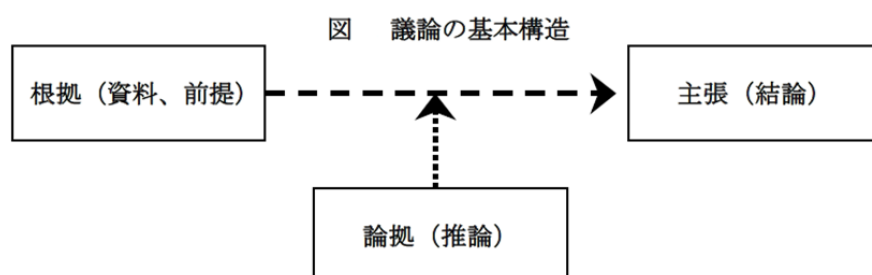 図　議論の基本構造
根拠（資料、前提）
主張（結論）
論拠（推論）